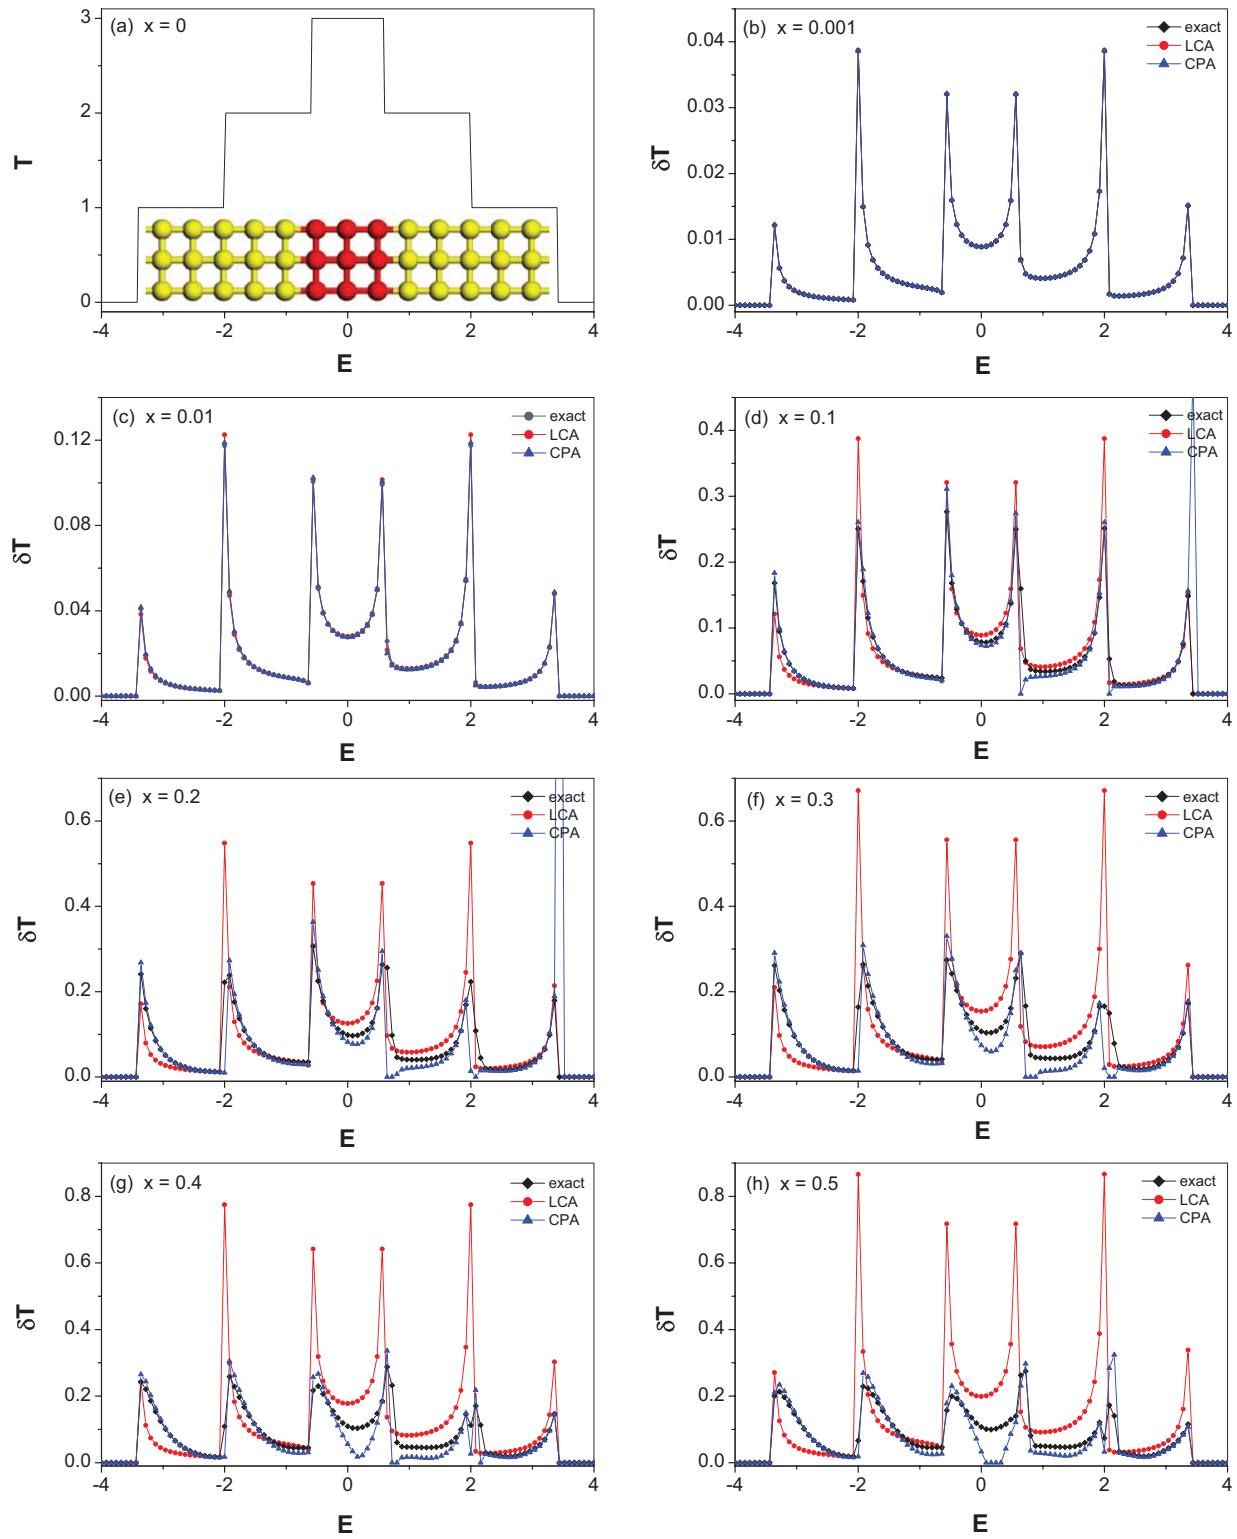 (a) x = 0
T
3
2
1
0
-4
-2
0
2
4
E
(b) x = 0.001
exact
LCA
CPA
δT
0.04
0.03
0.02
0.01
0.00
-4
-2
0
2
4
E
(c) x = 0.01
exact
LCA
CPA
δT
0.12
0.08
0.04
0.00
-4
-2
0
2
4
E
(d) x = 0.1
exact
LCA
CPA
δT
0.4
0.3
0.2
0.1
0.0
-4
-2
0
2
4
E
(e) x = 0.2
exact
LCA
CPA
δT
0.6
0.4
0.2
0.0
-4
-2
0
2
4
E
(f) x = 0.3
exact
LCA
CPA
δT
0.6
0.4
0.2
0.0
-4
-2
0
2
4
E
(g) x = 0.4
exact
LCA
CPA
δT
0.8
0.6
0.4
0.2
0.0
-4
-2
0
2
4
E
(h) x = 0.5
exact
LCA
CPA
δT
0.8
0.6
0.4
0.2
0.0
-4
-2
0
2
4
E